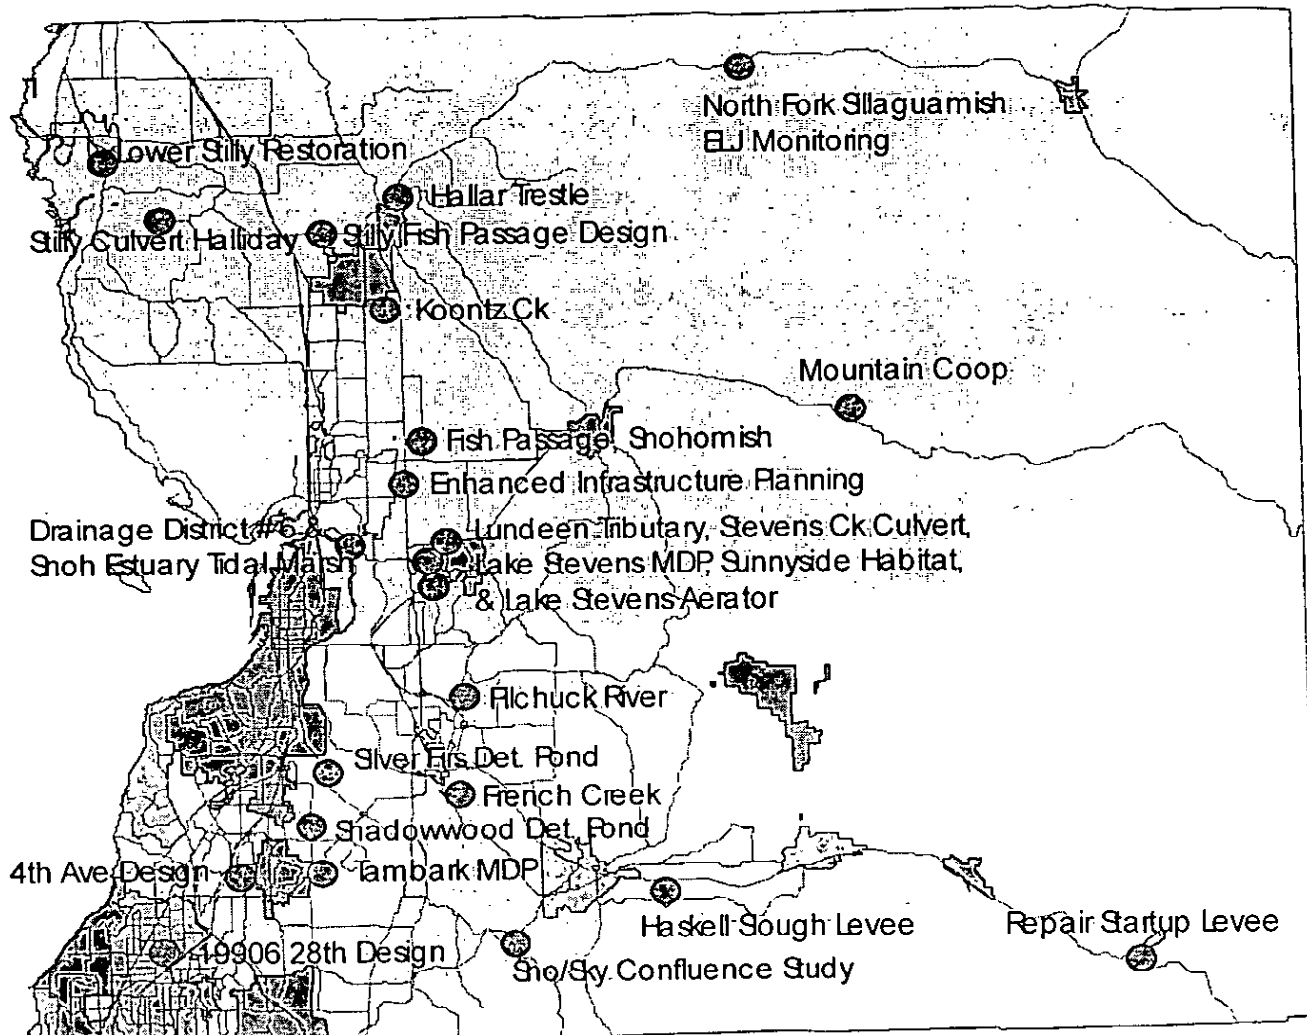 North Fork Stillaguamish
ELJ Monitoring
Lower Stilly Restoration
Hallar Trestle
Stilly Culvert Halliday
Stilly Fish Passage Design
Koontz Ck
Mountain Coop
Fish Passage, Snohomish
Enhanced Infrastructure Planning
Drainage District #6 &
Snoh Estuary Tidal Marsh
Lundeen Tributary, Stevens Ck Culvert,
Lake Stevens MDP, Sunnyside Habitat,
& Lake Stevens Aerator
Pilchuck River
Silver Firs Det. Pond
French Creek
Shadowwood Det. Pond
4th Ave Design
Tambark MDP
Haskell Slough Levee
Repair Startup Levee
19906 28th Design
Sno/Sky Confluence Study